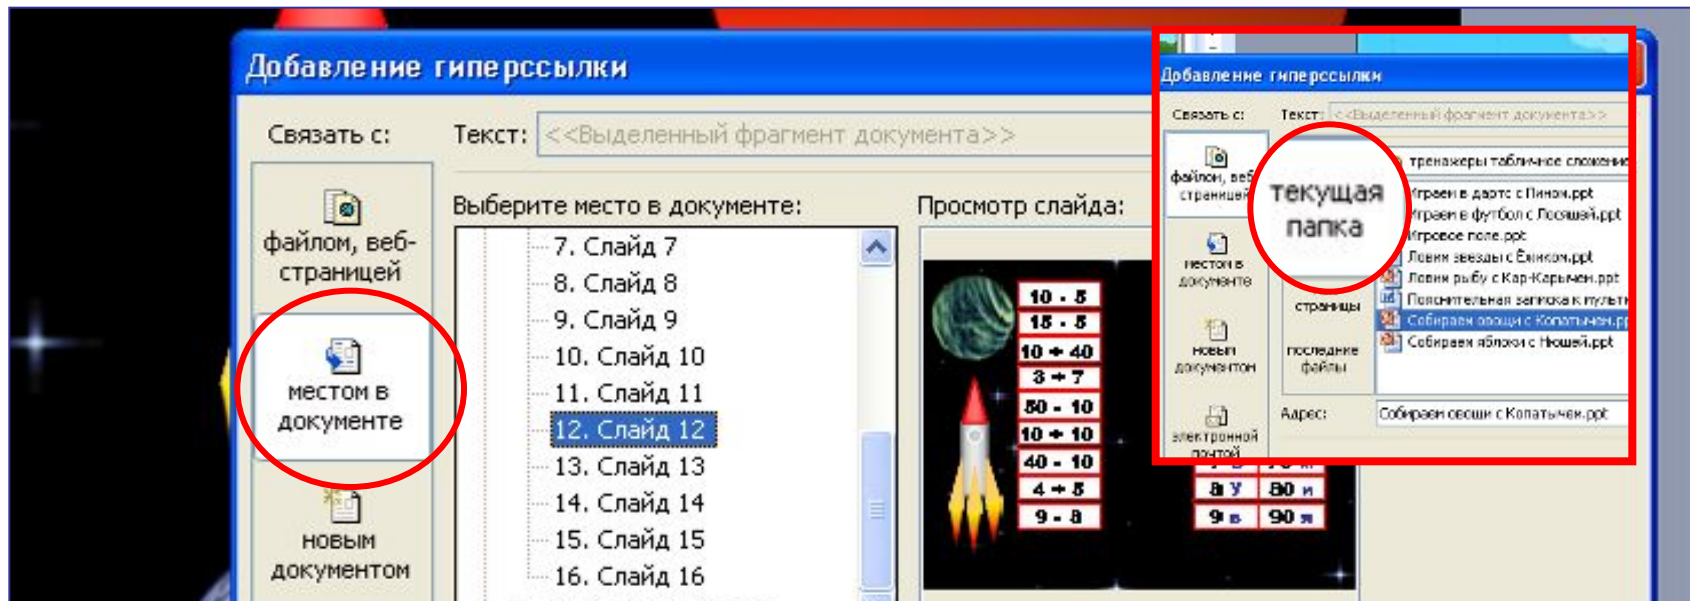 Добавление гиперссылки
Связать с:
Текст: <<Выделенный фрагмент документа>>
файлом, веб-
страницей
местом в
документе
новым
документом
Выберите место в документе:
7. Слайд 7
8. Слайд 8
9. Слайд 9
10. Слайд 10
11. Слайд 11
12. Слайд 12
13. Слайд 13
14. Слайд 14
15. Слайд 15
16. Слайд 16
Просмотр слайда:
10 - 5
15 - 5
10 + 40
3 + 7
50 - 10
10 + 10
40 - 10
4 + 5
9 - 8
8 У 80 и
9 в 90 я
Добавление гиперссылки
Связать с:
Текст: <<Выделенный фрагмент документа>>
файлом, веб-
страницей
местом в
документе
новым
документом
электронной
почтой
текущая
папка
страницы
последние
файлы
тренажеры табличное сложение
Играем в дартс с Пином.ppt
Играем в футбол с Лосяшей.ppt
Игровое поле.ppt
Ловим звезды с Ёжиком.ppt
Ловим рыбу с Кар-Карычем.ppt
Пояснительная записка к мульт
Собираем овощи с Копатычем.pp
Собираем яблоки с Нюшей.ppt
Адрес:
Собираем овощи с Копатычем.ppt